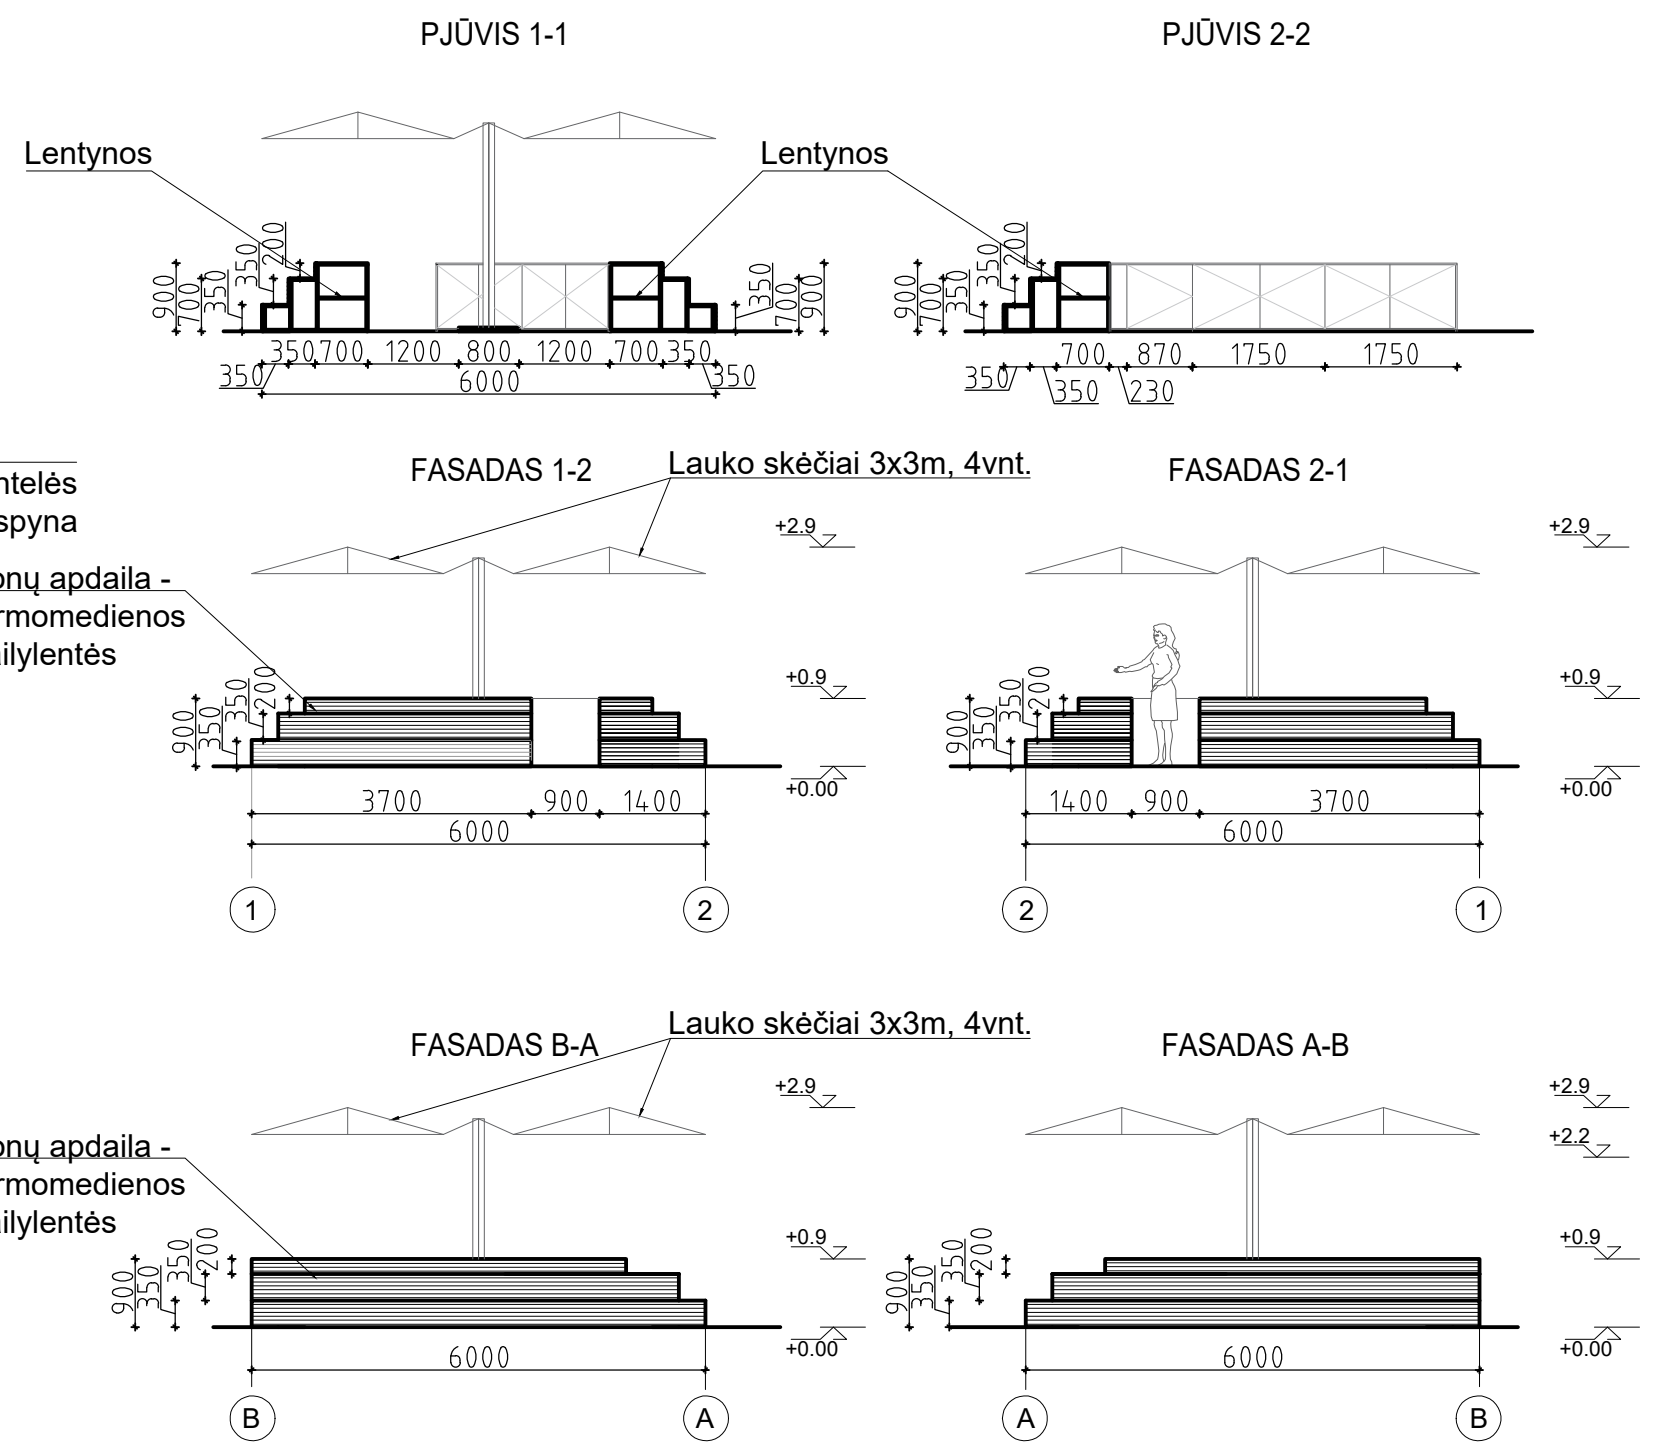 PJŪVIS 1-1
PJŪVIS 2-2
Lentynos
Lentynos
900
700
350
350
200
350
700
900
350 700 1200 800 1200 700 350
350
6000
350
900
700
350
350
200
700 870 1750 1750
350
350
230
FASADAS 1-2
Lauko skėčiai 3x3m, 4vnt.
FASADAS 2-1
ntelės
spyna
onų apdaila -
rmomedienos
ailylentės
+2.9
+0.9
+0.00
900
350
350
200
3700 900 1400
6000
1
2
+2.9
+0.9
+0.00
900
350
350
200
1400 900 3700
6000
2
1
FASADAS B-A
Lauko skėčiai 3x3m, 4vnt.
FASADAS A-B
onų apdaila -
rmomedienos
ailylentės
+2.9
+0.9
+0.00
900
350
350
200
6000
B
A
+2.9
+2.2
+0.9
+0.00
900
350
350
200
6000
A
B